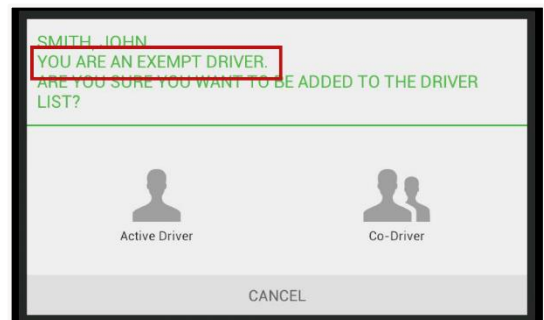 SMITH, JOHN
YOU ARE AN EXEMPT DRIVER.
ARE YOU SURE YOU WANT TO BE ADDED TO THE DRIVER
LIST?
Active Driver
Co-Driver
CANCEL